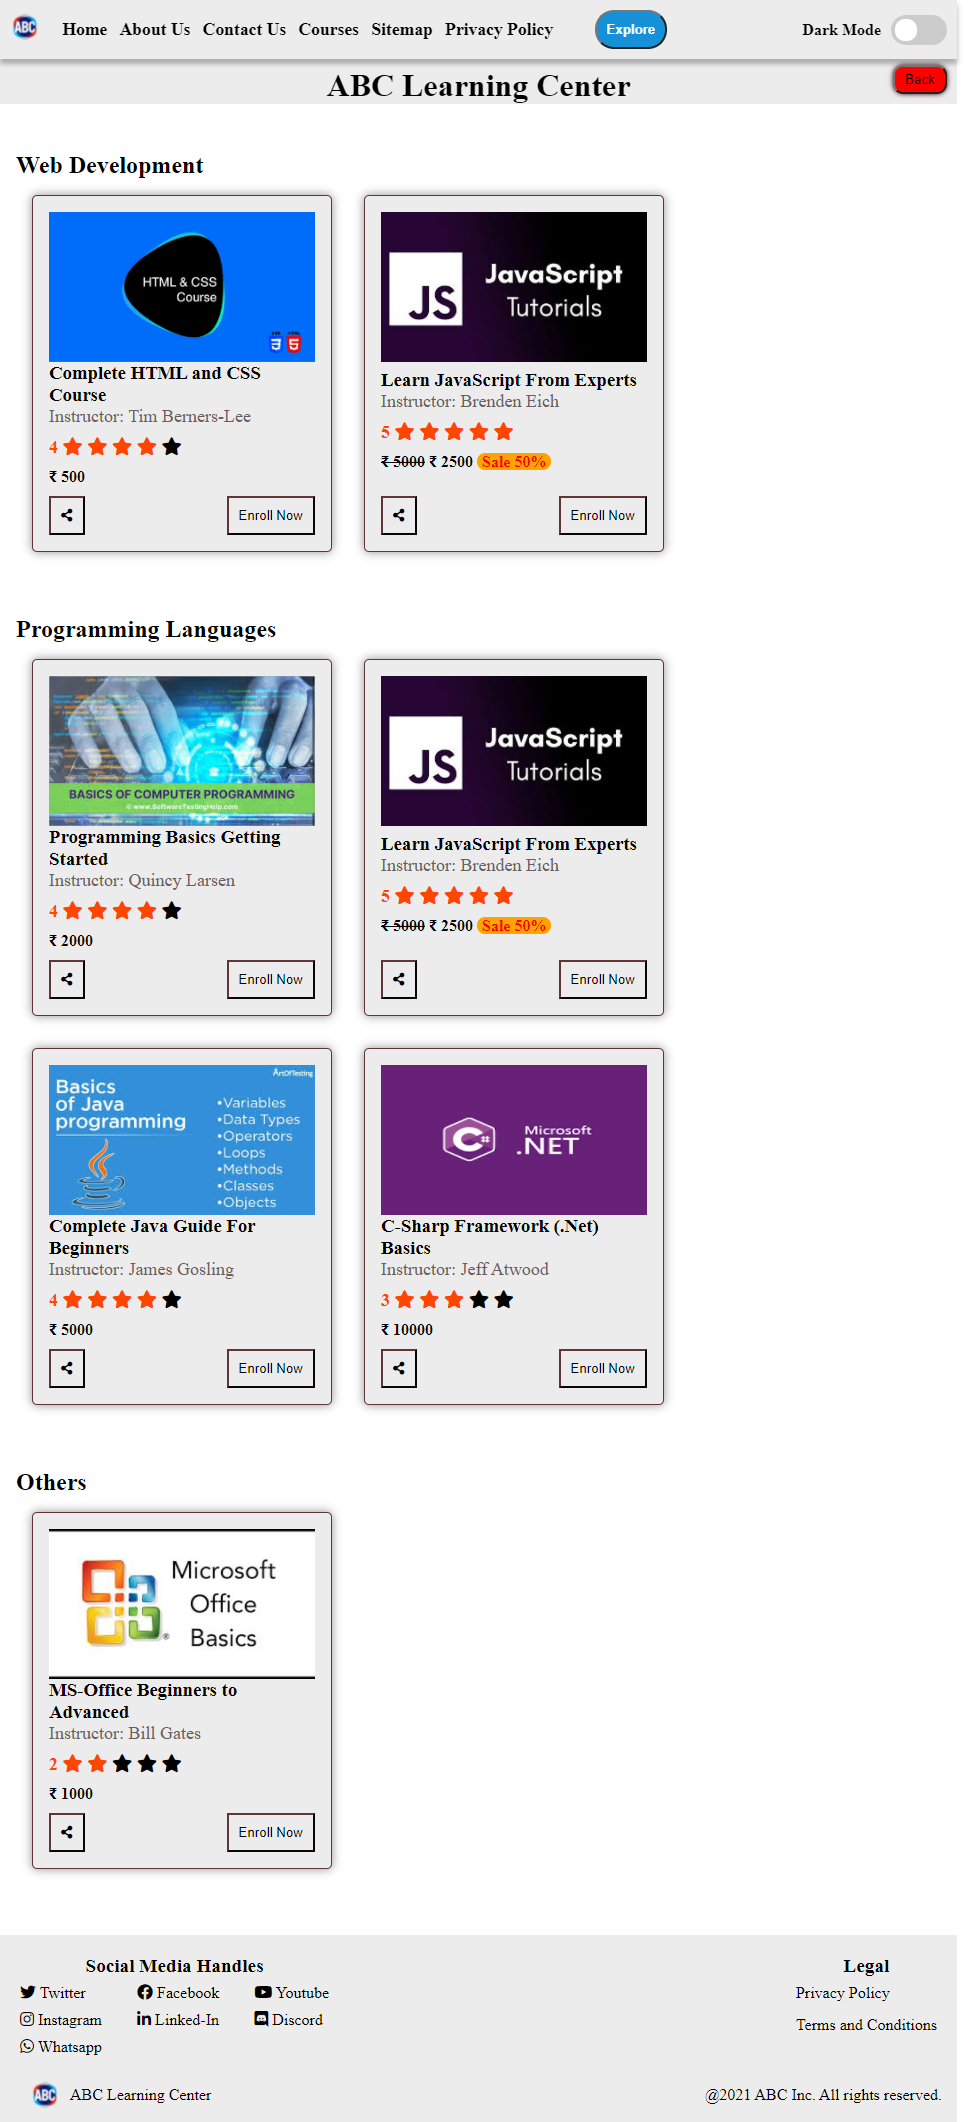 ABC Home About Us Contact Us Courses Sitemap Privacy Policy Explore Dark Mode
ABC Learning Center Back
Web Development
HTML & CSS
Course
Complete HTML and CSS
Course
Instructor: Tim Berners-Lee
4
₹ 500
Enroll Now
JS JavaScript
Tutorials
Learn JavaScript From Experts
Instructor: Brenden Eich
5
₹ 5000 ₹ 2500 Sale 50%
Enroll Now
Programming Languages
BASICS OF COMPUTER PROGRAMMING
© www.SoftwareTestingHelp.com
Programming Basics Getting
Started
Instructor: Quincy Larsen
4
₹ 2000
Enroll Now
JS JavaScript
Tutorials
Learn JavaScript From Experts
Instructor: Brenden Eich
5
₹ 5000 ₹ 2500 Sale 50%
Enroll Now
ArtOfTesting
Basics
of Java
programming
•Variables
•Data Types
•Operators
•Loops
•Methods
•Classes
•Objects
Complete Java Guide For
Beginners
Instructor: James Gosling
4
₹ 5000
Enroll Now
C# Microsoft
.NET
C-Sharp Framework (.Net)
Basics
Instructor: Jeff Atwood
3
₹ 10000
Enroll Now
Others
Microsoft
Office
Basics
MS-Office Beginners to
Advanced
Instructor: Bill Gates
2
₹ 1000
Enroll Now
Social Media Handles
Twitter Facebook Youtube
Instagram Linked-In Discord
Whatsapp
Legal
Privacy Policy
Terms and Conditions
ABC ABC Learning Center
@2021 ABC Inc. All rights reserved.